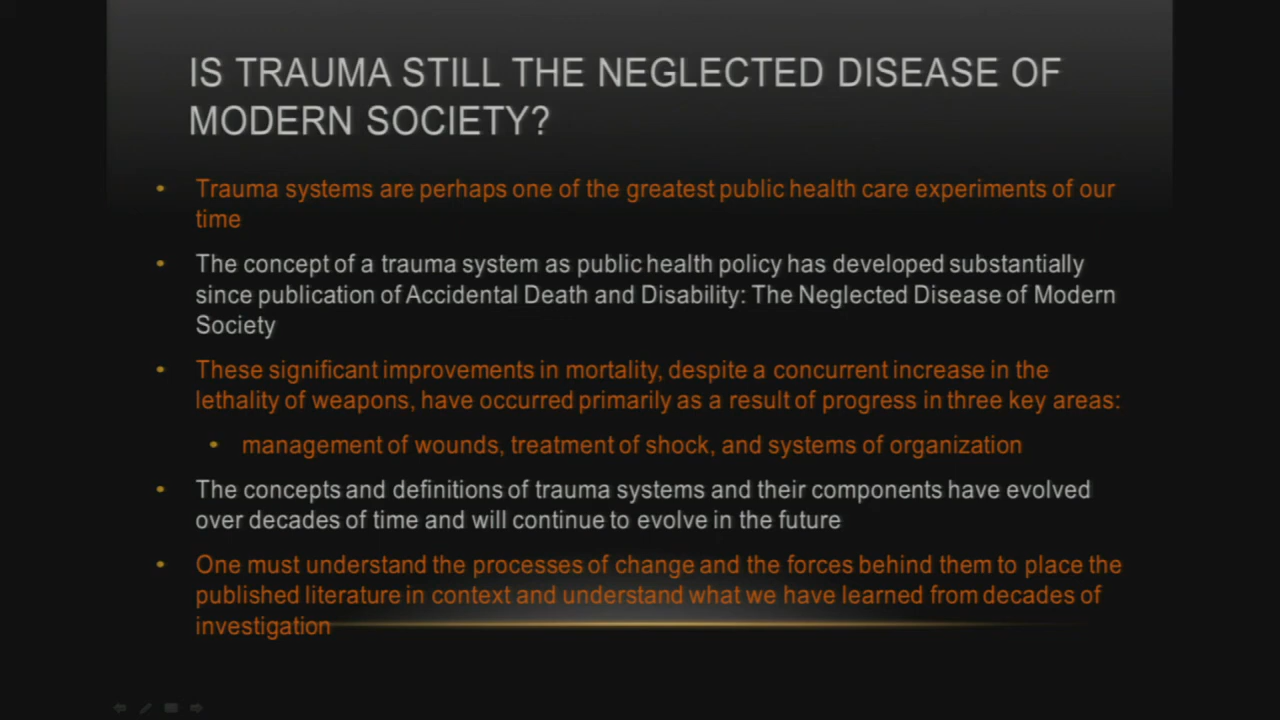 IS TRAUMA STILL THE NEGLECTED DISEASE OF
MODERN SOCIETY?
• Trauma systems are perhaps one of the greatest public health care experiments of our
time
• The concept of a trauma system as public health policy has developed substantially
since publication of Accidental Death and Disability: The Neglected Disease of Modern
Society
• These significant improvements in mortality, despite a concurrent increase in the
lethality of weapons, have occurred primarily as a result of progress in three key areas:
• management of wounds, treatment of shock, and systems of organization
• The concepts and definitions of trauma systems and their components have evolved
over decades of time and will continue to evolve in the future
• One must understand the processes of change and the forces behind them to place the
published literature in context and understand what we have learned from decades of
investigation